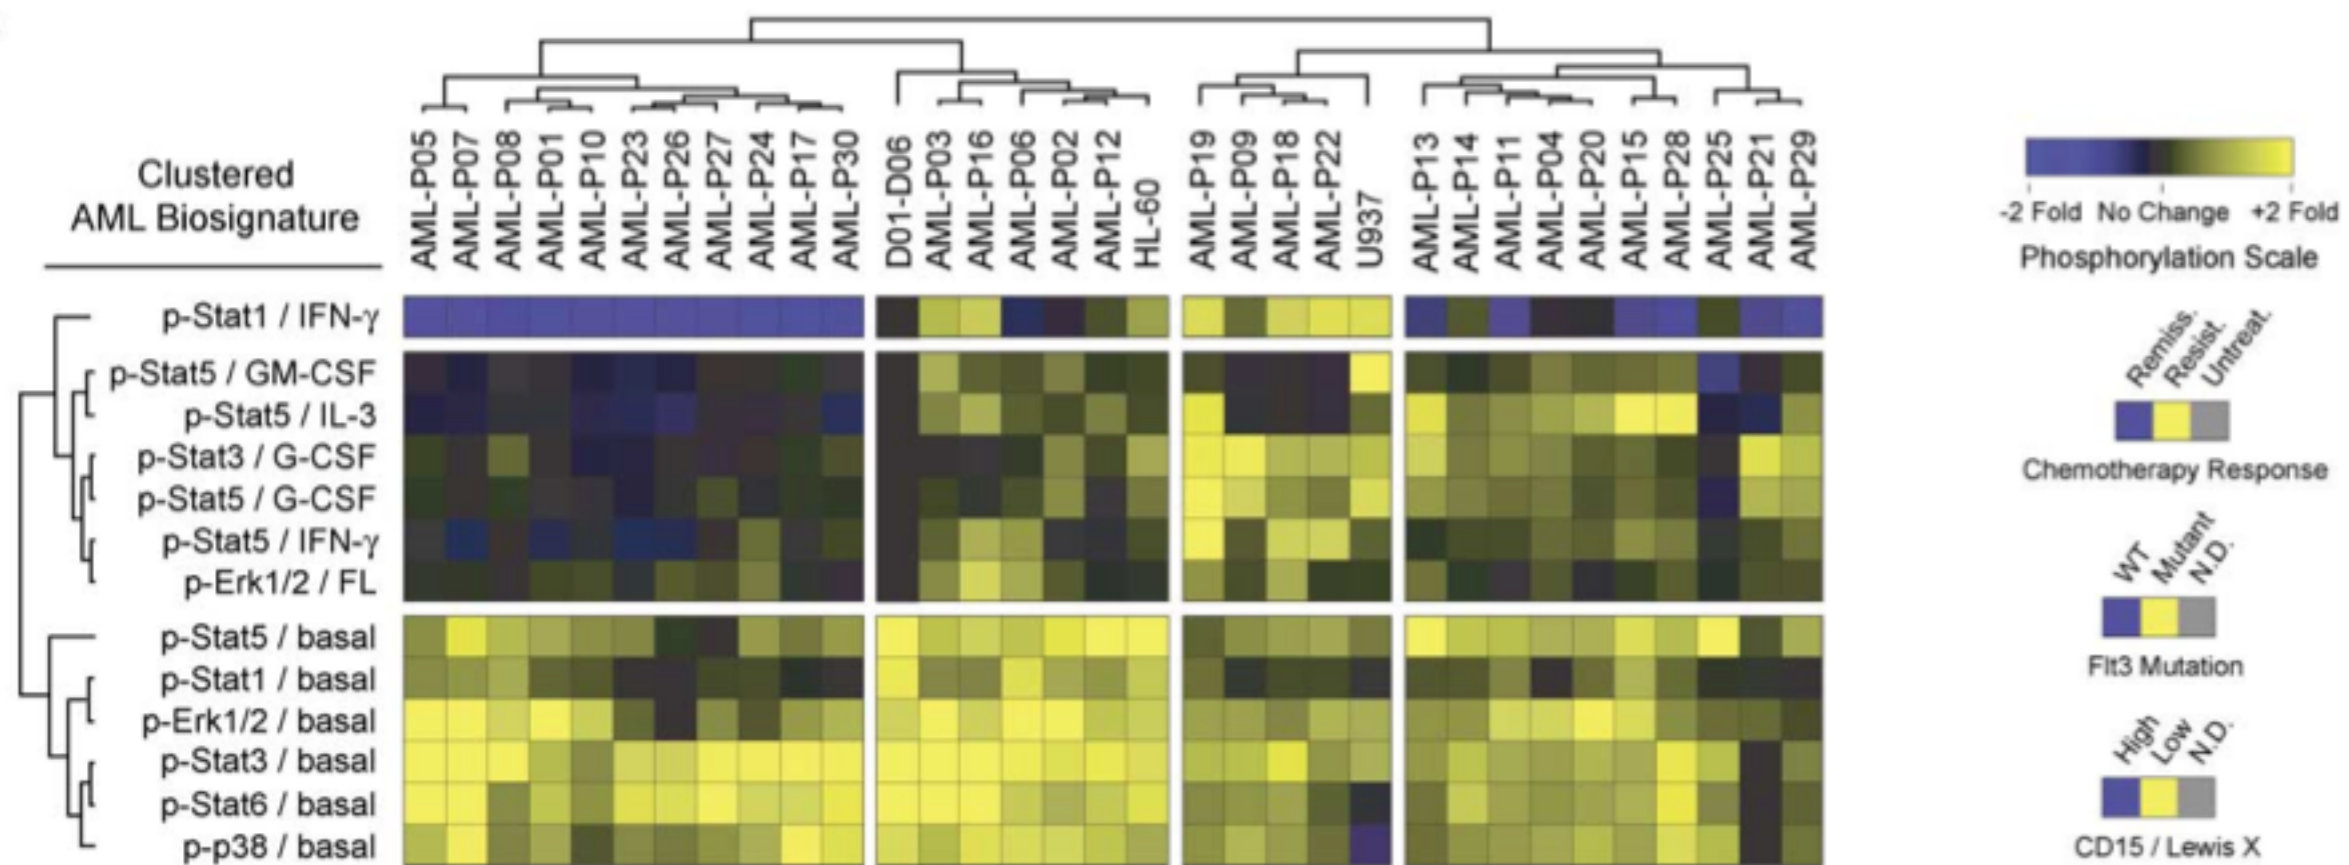 Clustered
AML Biosignature
AML-P05
AML-P07
AML-P08
AML-P01
AML-P10
AML-P23
AML-P26
AML-P27
AML-P24
AML-P17
AML-P30
D01-D06
AML-P03
AML-P16
AML-P06
AML-P02
AML-P12
HL-60
AML-P19
AML-P09
AML-P18
AML-P22
U937
AML-P13
AML-P14
AML-P11
AML-P04
AML-P20
AML-P15
AML-P28
AML-P25
AML-P21
AML-P29
p-Stat1 / IFN-γ
p-Stat5 / GM-CSF
p-Stat5 / IL-3
p-Stat3 / G-CSF
p-Stat5 / G-CSF
p-Stat5 / IFN-γ
p-Erk1/2 / FL
p-Stat5 / basal
p-Stat1 / basal
p-Erk1/2 / basal
p-Stat3 / basal
p-Stat6 / basal
p-p38 / basal
-2 Fold No Change +2 Fold
Phosphorylation Scale
Remiss.
Resist.
Untreat.
Chemotherapy Response
WT
Mutant
N.D.
Flt3 Mutation
High
Low
N.D.
CD15 / Lewis X